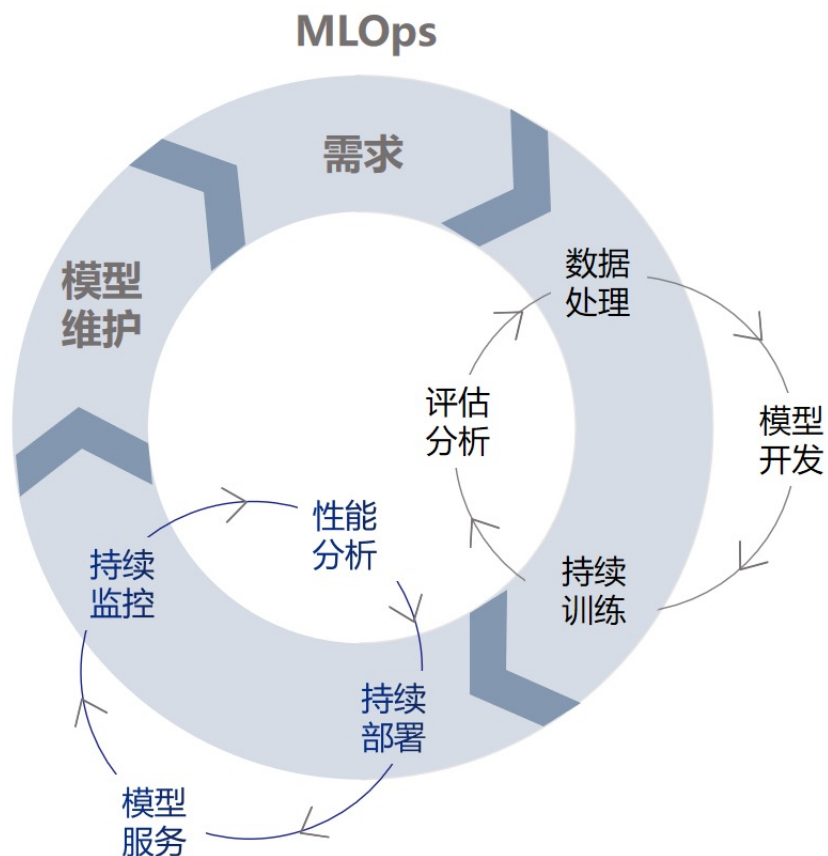 MLOps
需求
模型
维护
数据
处理
评估
分析
模型
开发
持续
训练
性能
分析
持续
监控
持续
部署
模型
服务